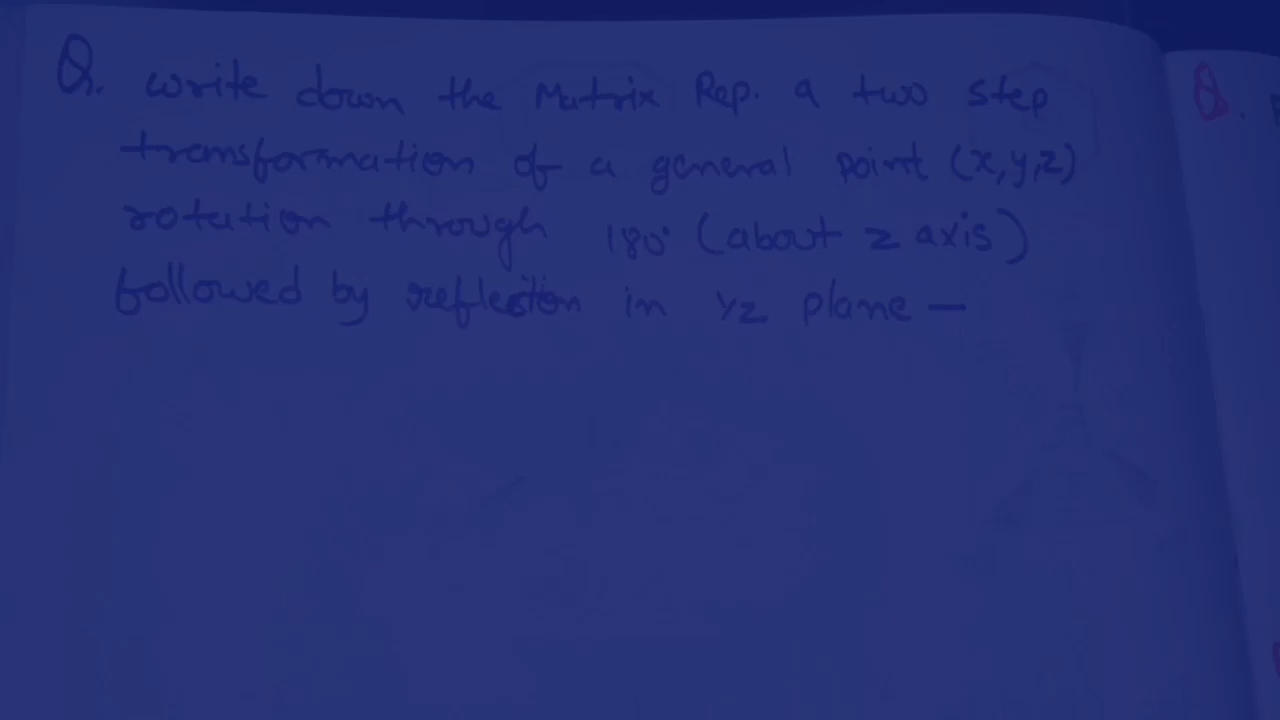 Q. write down the Matrix Rep. a two step
transformation of a general point (x,y,z)
rotation through 180° (about z axis)
followed by reflection in YZ plane —
Q.